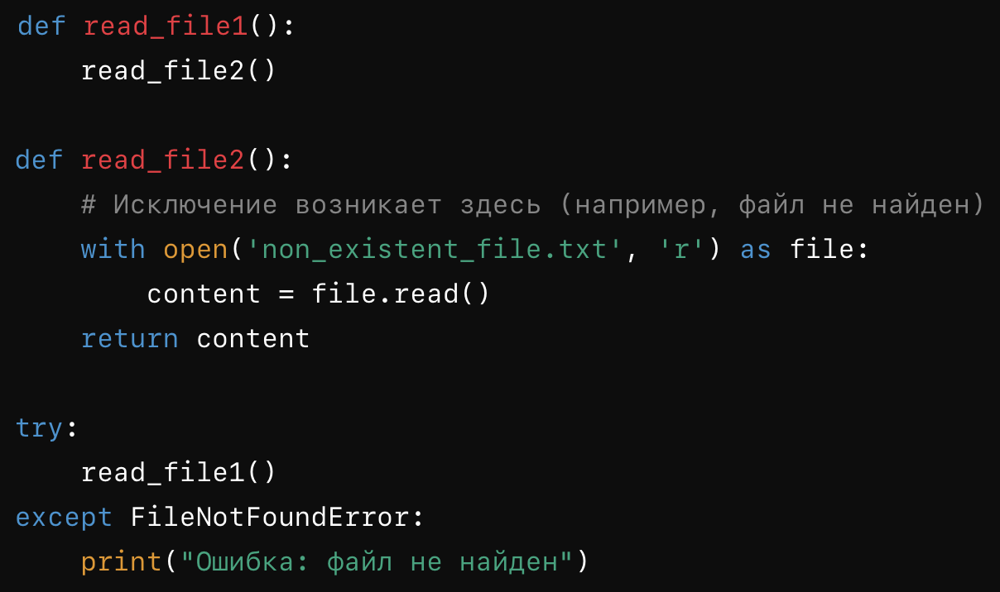 def read_file1():
    read_file2()

def read_file2():
    # Исключение возникает здесь (например, файл не найден)
    with open('non_existent_file.txt', 'r') as file:
        content = file.read()
    return content

try:
    read_file1()
except FileNotFoundError:
    print("Ошибка: файл не найден")